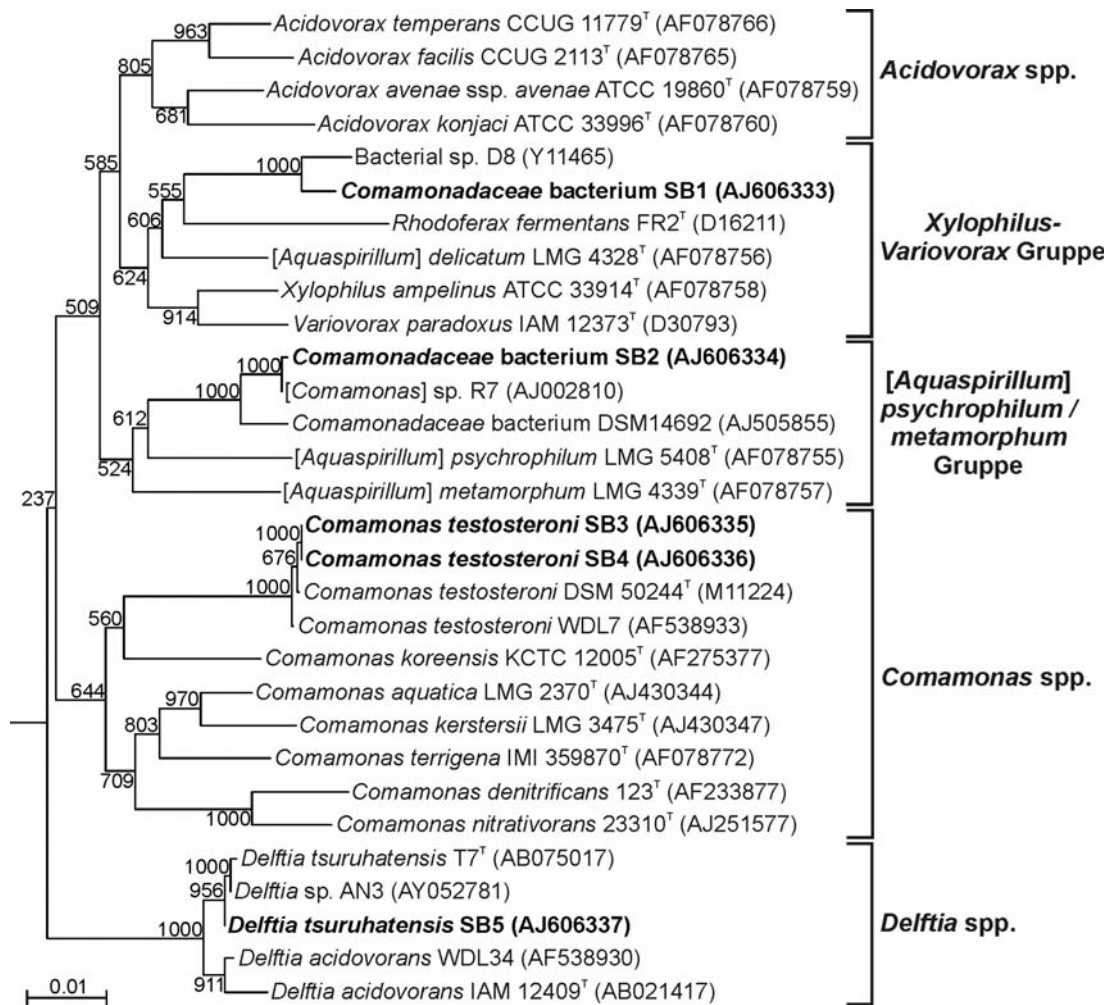 963
Acidovorax temperans CCUG 11779ᵀ (AF078766)
805
Acidovorax facilis CCUG 2113ᵀ (AF078765)
Acidovorax avenae ssp. avenae ATCC 19860ᵀ (AF078759)
681
Acidovorax konjaci ATCC 33996ᵀ (AF078760)
Acidovorax spp.
585
1000
Bacterial sp. D8 (Y11465)
555
Comamonadaceae bacterium SB1 (AJ606333)
606
Rhodoferax fermentans FR2ᵀ (D16211)
[Aquaspirillum] delicatum LMG 4328ᵀ (AF078756)
624
Xylophilus ampelinus ATCC 33914ᵀ (AF078758)
914
Variovorax paradoxus IAM 12373ᵀ (D30793)
Xylophilus-
Variovorax Gruppe
509
1000
Comamonadaceae bacterium SB2 (AJ606334)
1000
[Comamonas] sp. R7 (AJ002810)
612
Comamonadaceae bacterium DSM14692 (AJ505855)
524
[Aquaspirillum] psychrophilum LMG 5408ᵀ (AF078755)
[Aquaspirillum] metamorphum LMG 4339ᵀ (AF078757)
[Aquaspirillum]
psychrophilum /
metamorphum
Gruppe
237
1000
Comamonas testosteroni SB3 (AJ606335)
676
Comamonas testosteroni SB4 (AJ606336)
1000
Comamonas testosteroni DSM 50244ᵀ (M11224)
560
Comamonas testosteroni WDL7 (AF538933)
Comamonas koreensis KCTC 12005ᵀ (AF275377)
644
970
Comamonas aquatica LMG 2370ᵀ (AJ430344)
803
Comamonas kerstersii LMG 3475ᵀ (AJ430347)
709
Comamonas terrigena IMI 359870ᵀ (AF078772)
Comamonas denitrificans 123ᵀ (AF233877)
1000
Comamonas nitrativorans 23310ᵀ (AJ251577)
Comamonas spp.
1000
Delftia tsuruhatensis T7ᵀ (AB075017)
956
Delftia sp. AN3 (AY052781)
1000
Delftia tsuruhatensis SB5 (AJ606337)
Delftia acidovorans WDL34 (AF538930)
911
Delftia acidovorans IAM 12409ᵀ (AB021417)
Delftia spp.
0.01